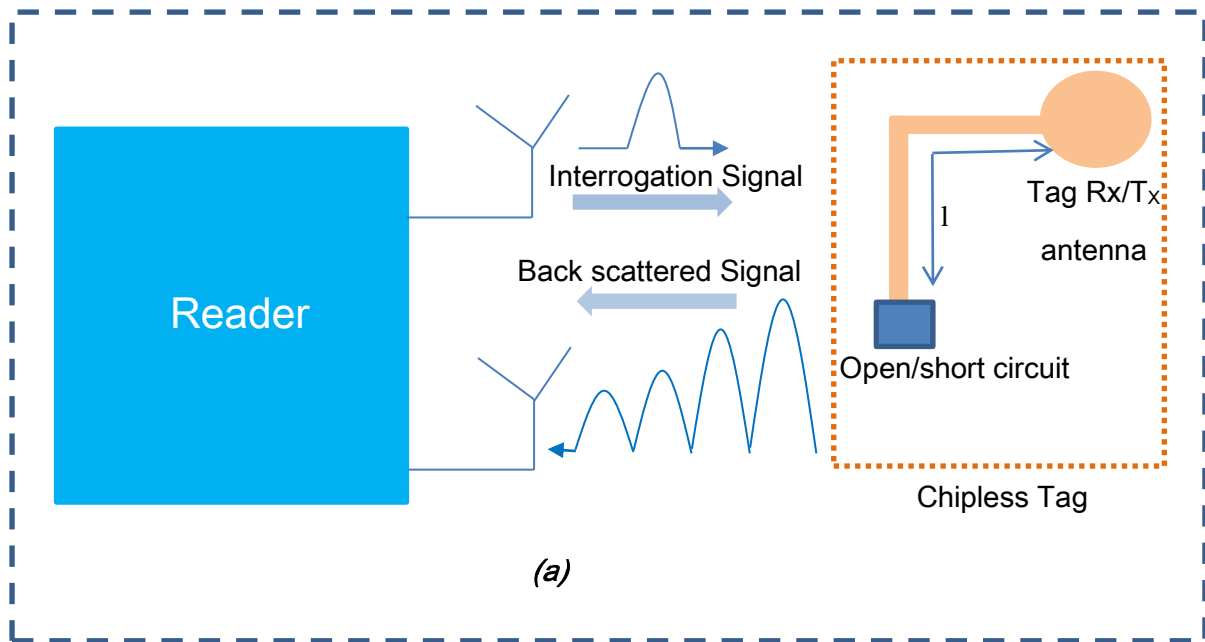 Reader
Interrogation Signal
Back scattered Signal
Tag Rx/TX
antenna
l
Open/short circuit
Chipless Tag
(a)